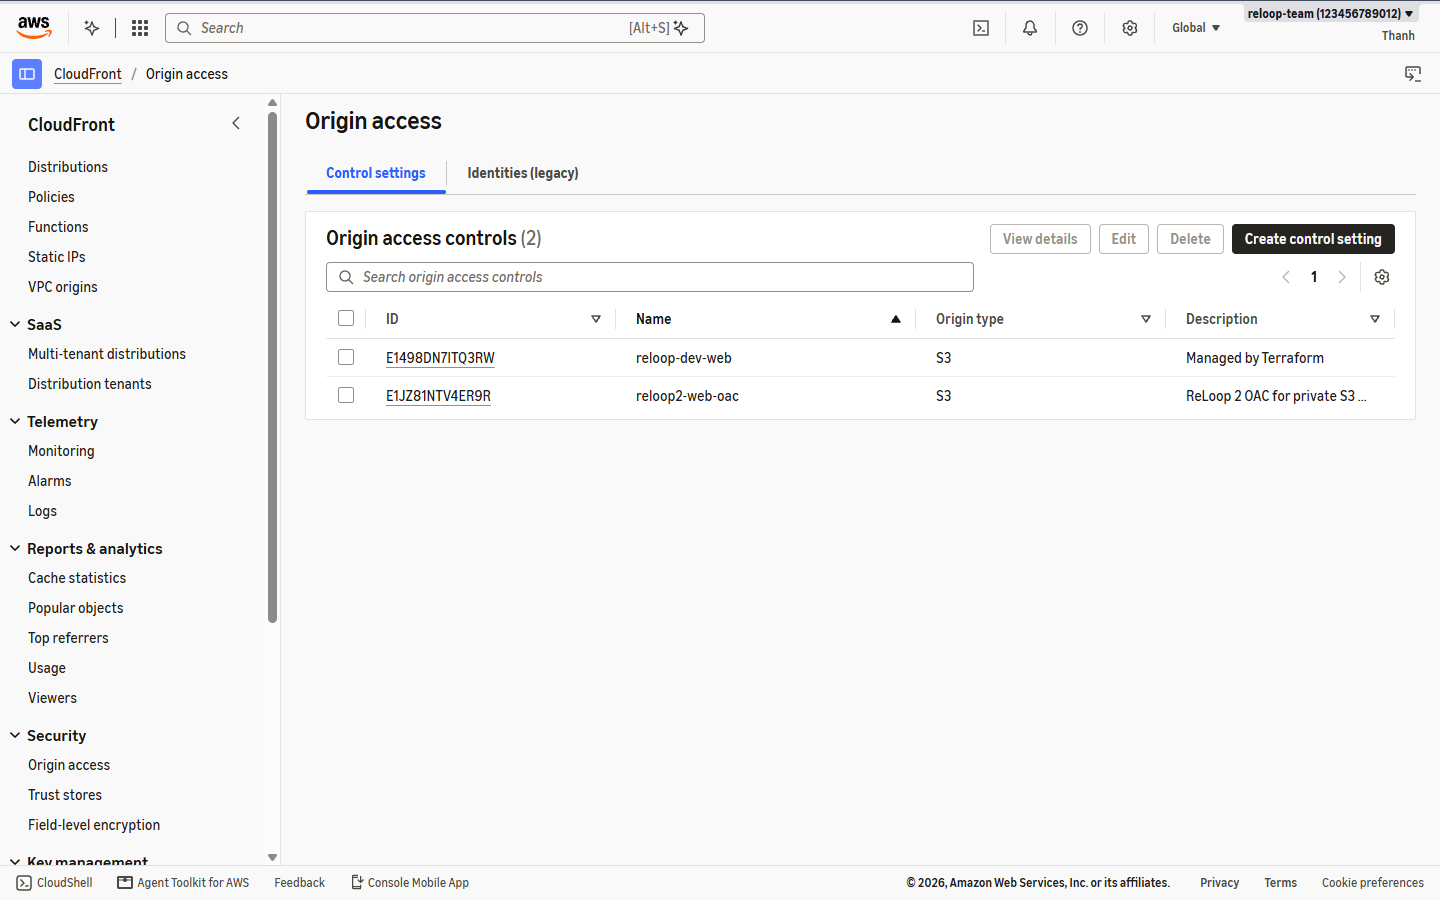 aws
Search
[Alt+S]
Global
reloop-team (123456789012)
Thanh
CloudFront / Origin access
CloudFront
Distributions
Policies
Functions
Static IPs
VPC origins
SaaS
Multi-tenant distributions
Distribution tenants
Telemetry
Monitoring
Alarms
Logs
Reports & analytics
Cache statistics
Popular objects
Top referrers
Usage
Viewers
Security
Origin access
Trust stores
Field-level encryption
Key management
Origin access
Control settings
Identities (legacy)
Origin access controls (2)
View details
Edit
Delete
Create control setting
Search origin access controls
1
ID Name Origin type Description
E1498DN7ITQ3RW reloop-dev-web S3 Managed by Terraform
E1JZ81NTV4ER9R reloop2-web-oac S3 ReLoop 2 OAC for private S3 ...
CloudShell
Agent Toolkit for AWS
Feedback
Console Mobile App
© 2026, Amazon Web Services, Inc. or its affiliates.
Privacy
Terms
Cookie preferences